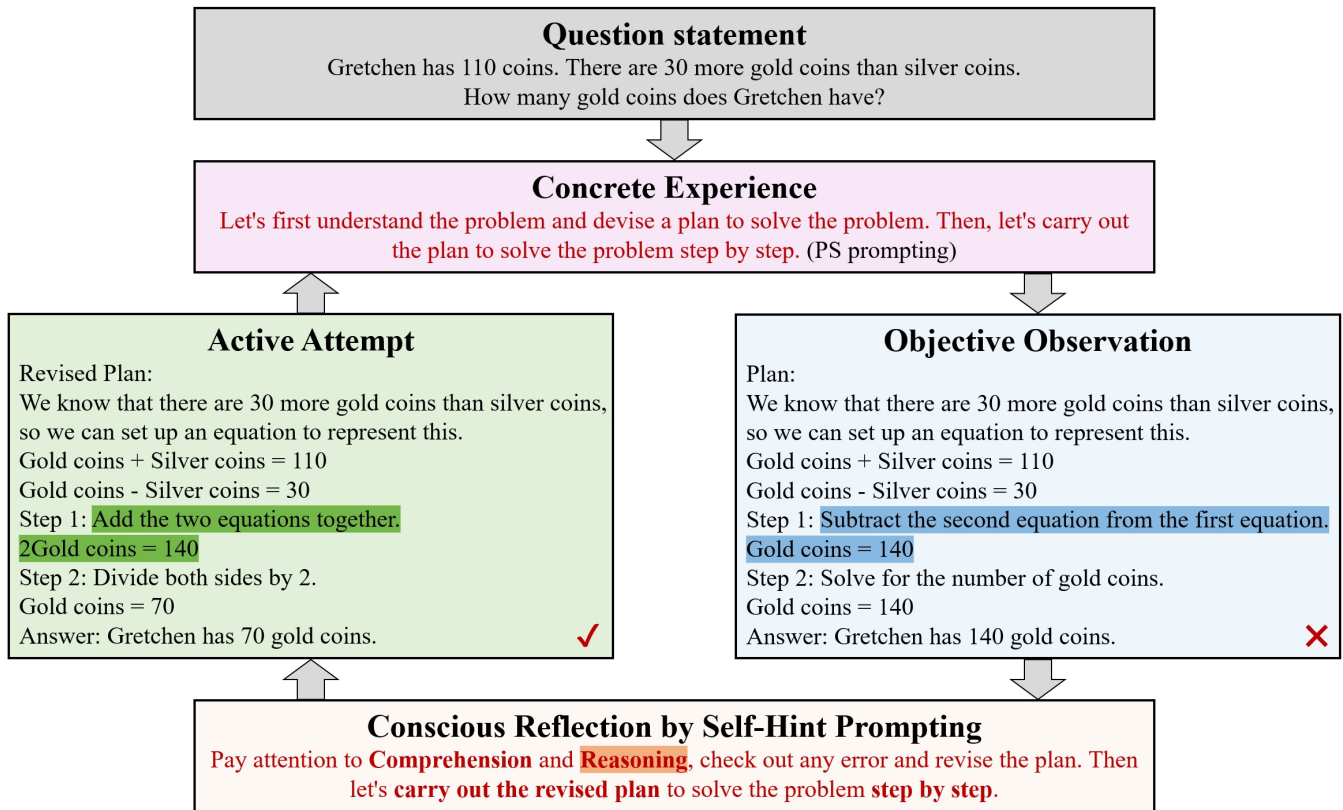 Question statement
Gretchen has 110 coins. There are 30 more gold coins than silver coins.
How many gold coins does Gretchen have?
Concrete Experience
Let's first understand the problem and devise a plan to solve the problem. Then, let's carry out
the plan to solve the problem step by step. (PS prompting)
Active Attempt
Revised Plan:
We know that there are 30 more gold coins than silver coins,
so we can set up an equation to represent this.
Gold coins + Silver coins = 110
Gold coins - Silver coins = 30
Step 1: Add the two equations together.
2Gold coins = 140
Step 2: Divide both sides by 2.
Gold coins = 70
Answer: Gretchen has 70 gold coins.
Objective Observation
Plan:
We know that there are 30 more gold coins than silver coins,
so we can set up an equation to represent this.
Gold coins + Silver coins = 110
Gold coins - Silver coins = 30
Step 1: Subtract the second equation from the first equation.
Gold coins = 140
Step 2: Solve for the number of gold coins.
Gold coins = 140
Answer: Gretchen has 140 gold coins.
Conscious Reflection by Self-Hint Prompting
Pay attention to Comprehension and Reasoning, check out any error and revise the plan. Then
let's carry out the revised plan to solve the problem step by step.